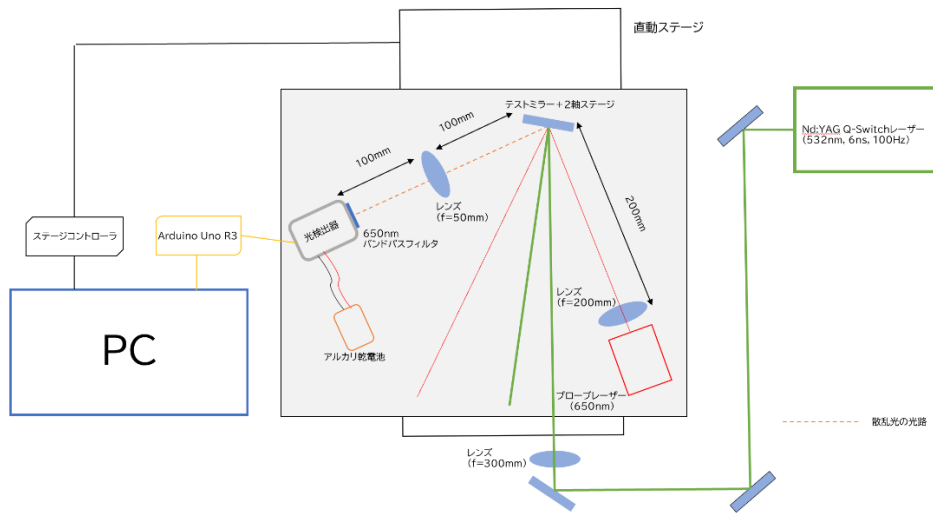 直動ステージ
テストミラー＋2軸ステージ
Nd:YAG Q-Switchレーザー
(532nm, 6ns, 100Hz)
100mm
100mm
レンズ
(f=50mm)
200mm
光検出器
650nm
バンドパスフィルタ
ステージコントローラ
Arduino Uno R3
レンズ
(f=200mm)
PC
アルカリ乾電池
プローブレーザー
(650nm)
散乱光の光路
レンズ
(f=300mm)